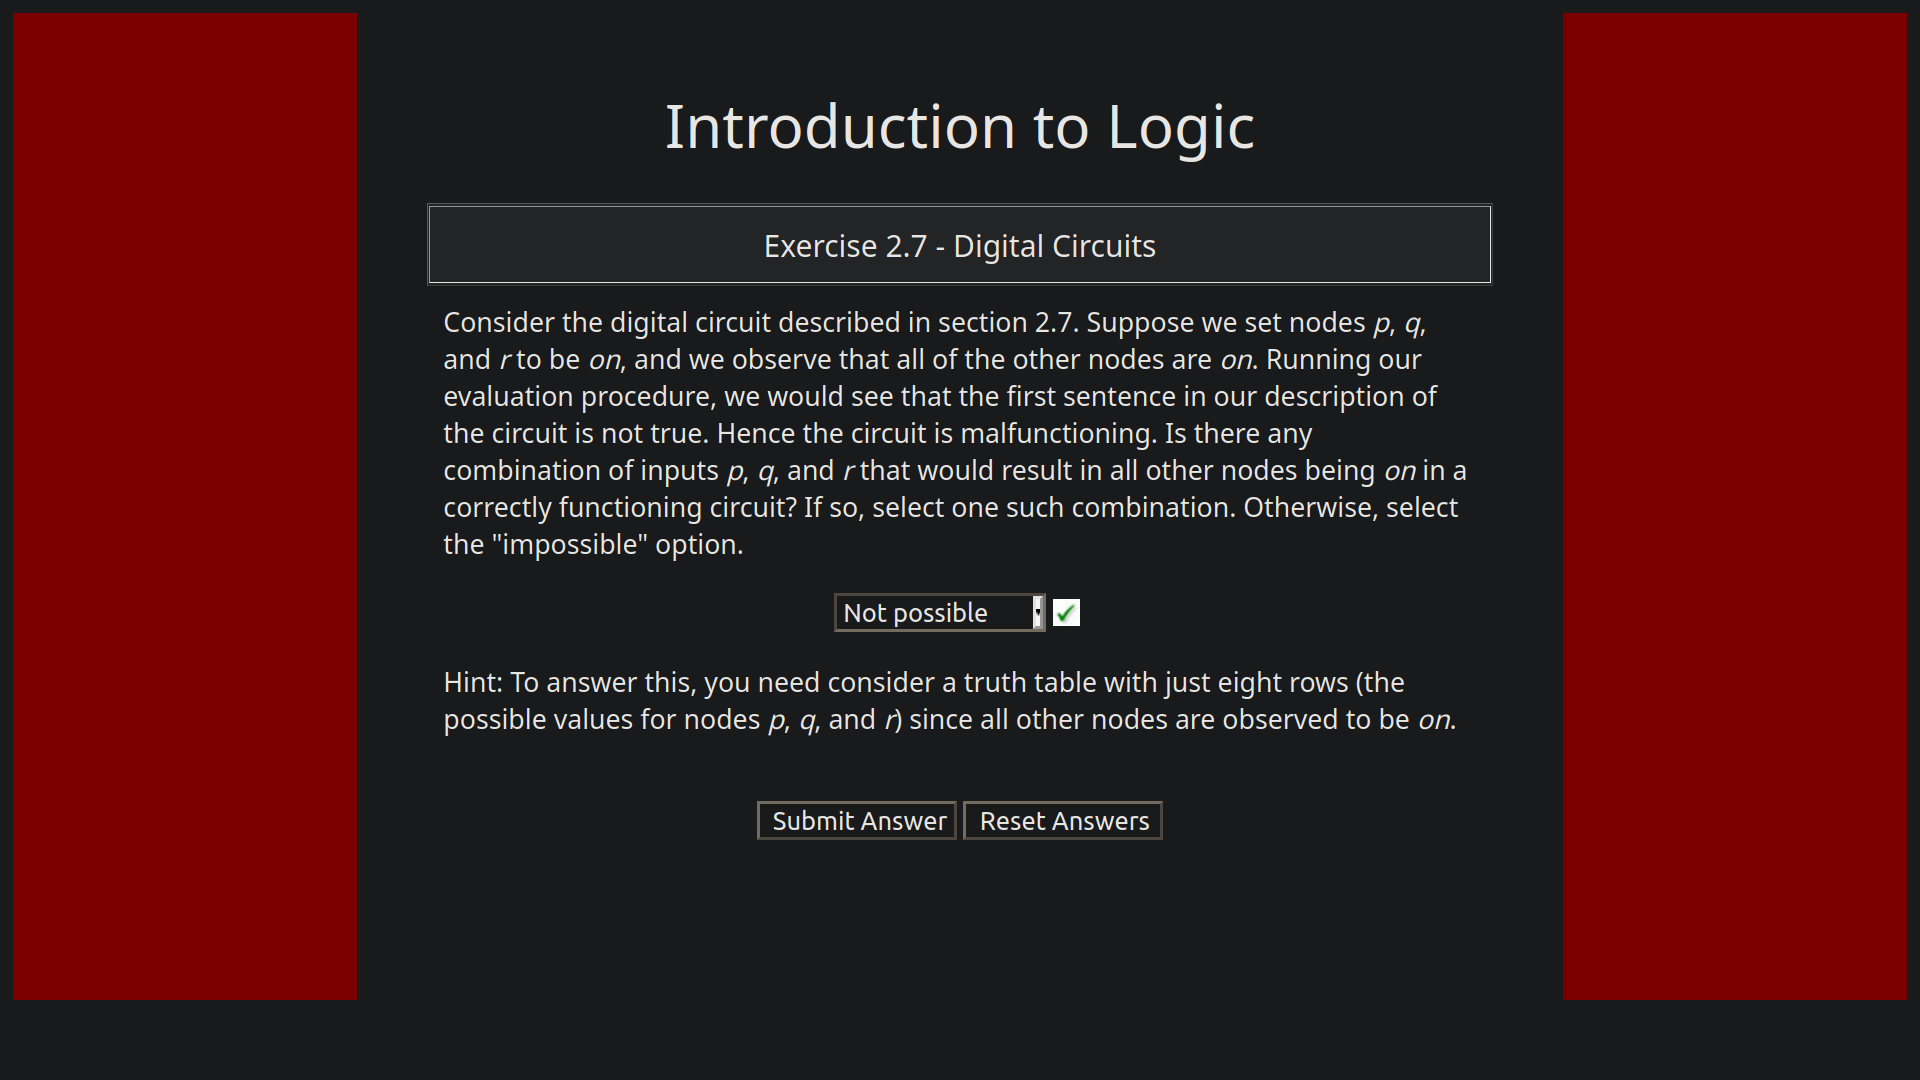 Introduction to Logic
Exercise 2.7 - Digital Circuits
Consider the digital circuit described in section 2.7. Suppose we set nodes p, q,
and r to be on, and we observe that all of the other nodes are on. Running our
evaluation procedure, we would see that the first sentence in our description of
the circuit is not true. Hence the circuit is malfunctioning. Is there any
combination of inputs p, q, and r that would result in all other nodes being on in a
correctly functioning circuit? If so, select one such combination. Otherwise, select
the "impossible" option.
Not possible
Hint: To answer this, you need consider a truth table with just eight rows (the
possible values for nodes p, q, and r) since all other nodes are observed to be on.
Submit Answer Reset Answers